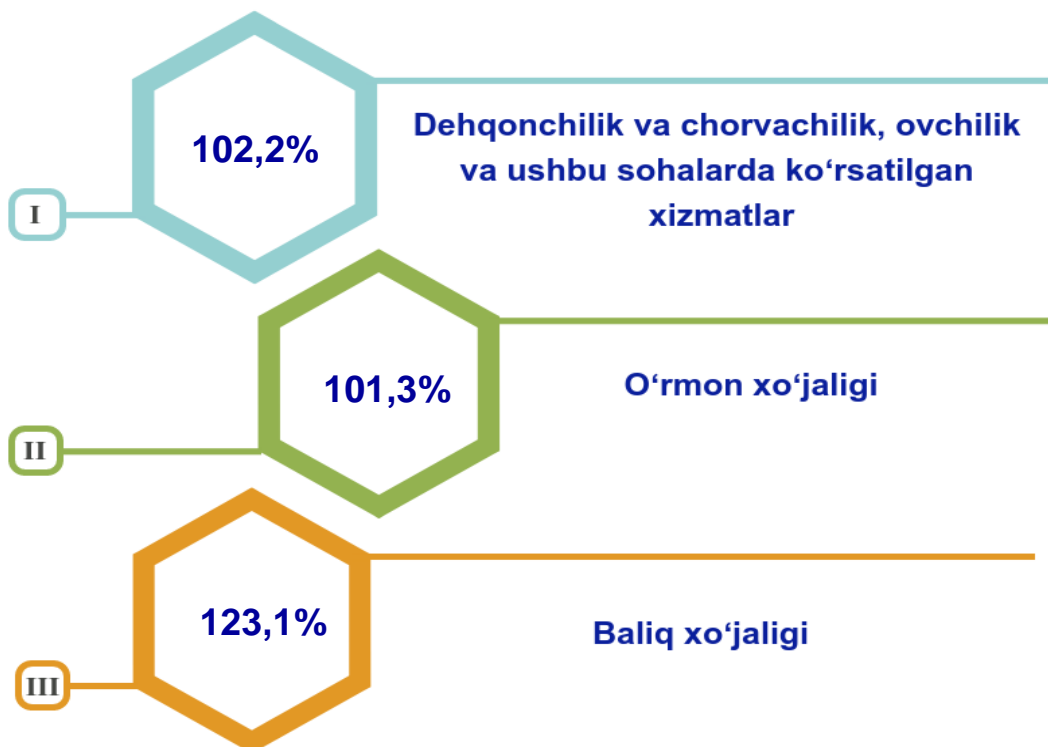 102,2%
Dehqonchilik va chorvachilik, ovchilik
va ushbu sohalarda ko‘rsatilgan
xizmatlar
I
101,3%
O‘rmon xo‘jaligi
II
123,1%
Baliq xo‘jaligi
III